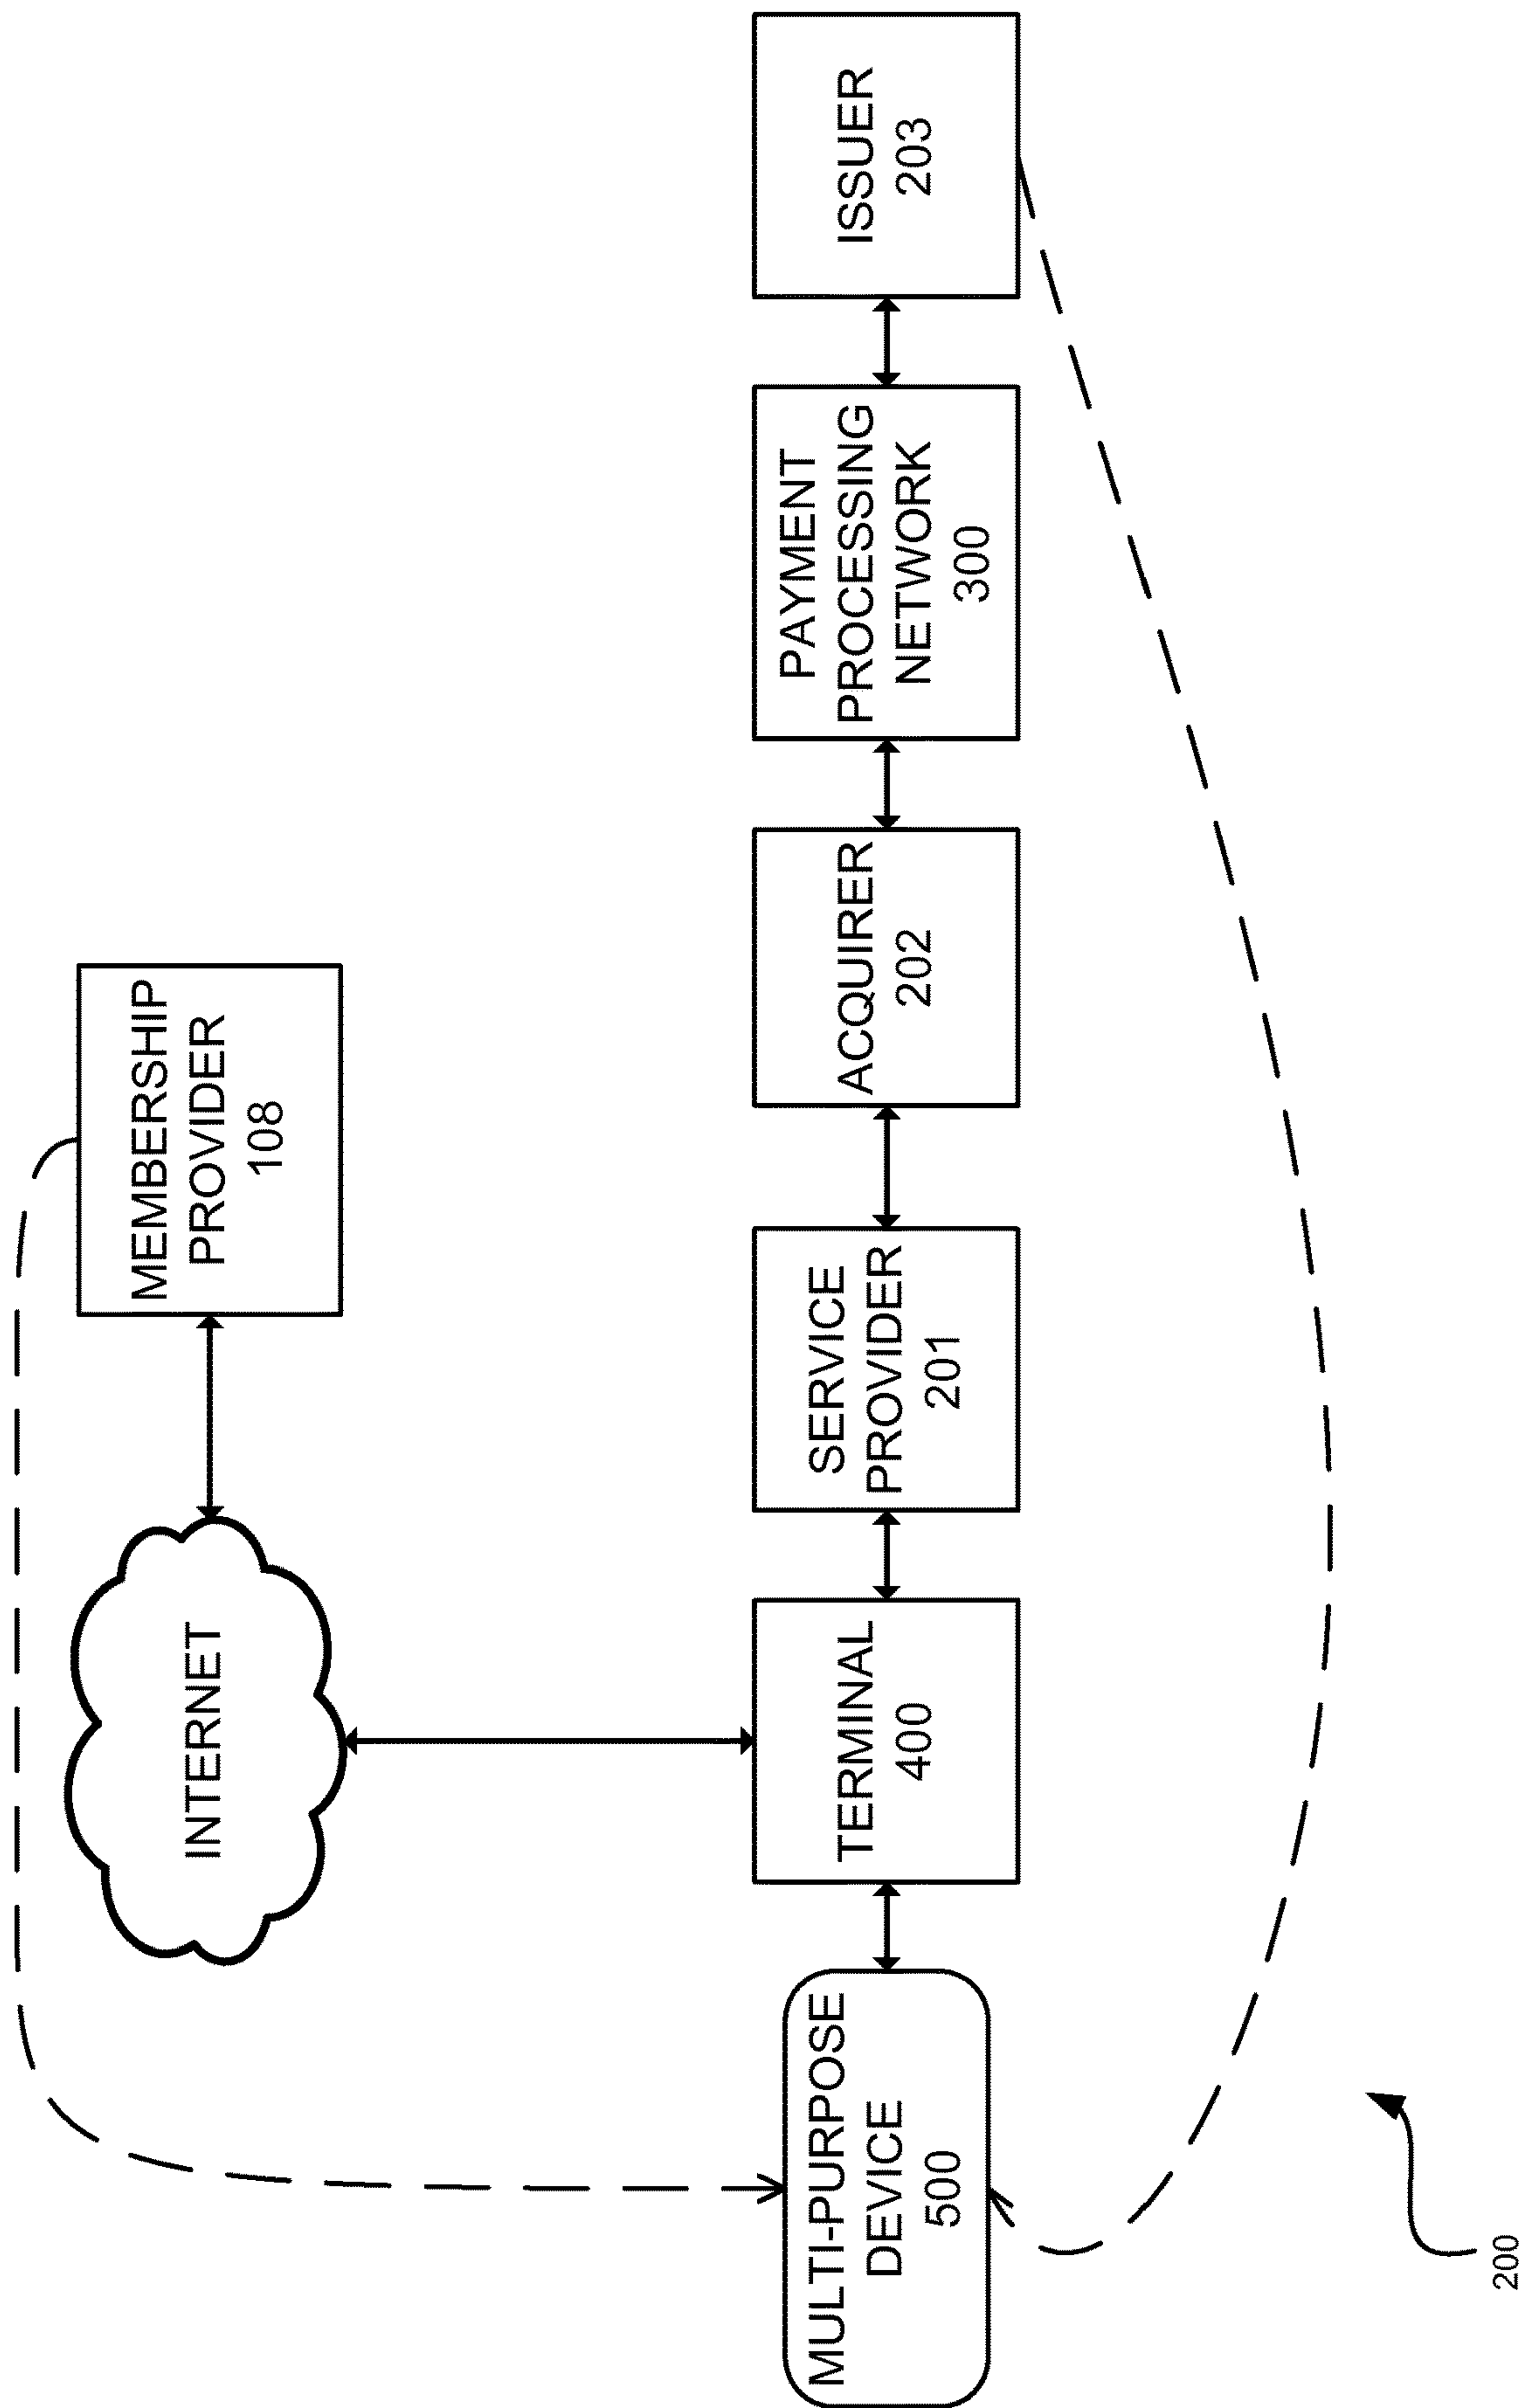 INTERNET
MEMBERSHIP
PROVIDER
108
MULTI-PURPOSE
DEVICE
500
TERMINAL
400
SERVICE
PROVIDER
201
ACQUIRER
202
PAYMENT
PROCESSING
NETWORK
300
ISSUER
203
200